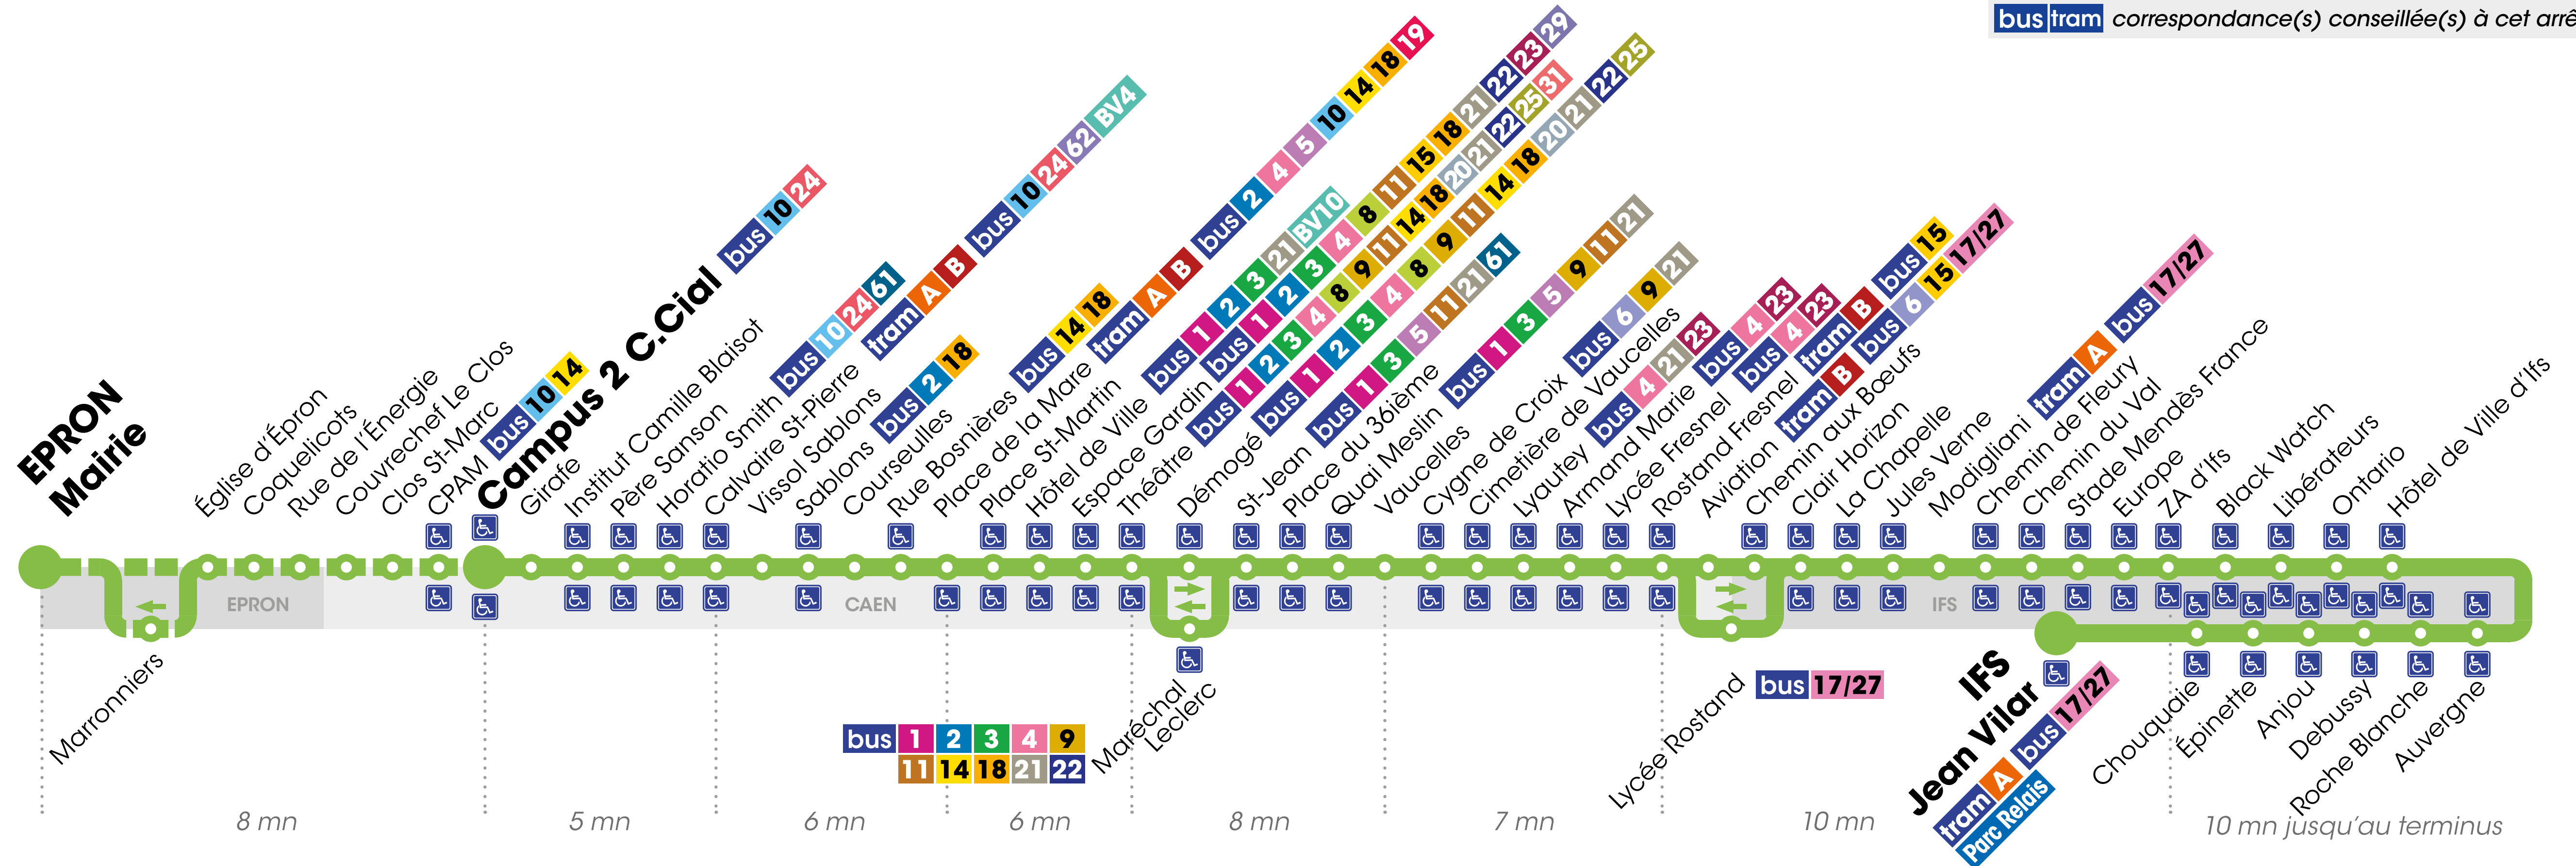 bus tram correspondance(s) conseillée(s) à cet arrê
EPRON
Mairie
Église d'Épron
Coquelicots
Rue de l'Énergie
Couvrechef Le Clos
Clos St-Marc
CPAM bus 10 14
Campus 2 C.Cial bus 10 24
Girafe
Institut Camille Blaisot
Père Sanson
Horatio Smith bus 10 24 61
Calvaire St-Pierre tram A B bus 10 24 62 BV4
Vissol Sablons
Sablons bus 2 18
Courseulles
Rue Bosnières bus 14 18
Place de la Mare tram A B bus 2 4 5 10 14 18 19
Place St-Martin
Hôtel de Ville bus 1 2 3 21 BV10
Espace Gardin bus 1 2 3 4 8 11 15 18 21 22 23 29
Théâtre bus 1 2 3 4 8 9 11 14 18 20 21 22 25 31
Démogé bus 1 2 3 4 8 9 11 14 18 20 21 22 25
St-Jean bus 1 3 5 11 21 61
Place du 36ième
Quai Meslin bus 1 3 5 9 11 21
Vaucelles
Cygne de Croix bus 6 9 21
Cimetière de Vaucelles
Lyautey bus 4 21 23
Armand Marie bus 4 23
Lycée Fresnel bus 4 23
Rostand Fresnel tram B bus 15
Aviation tram B bus 6 15 17/27
Chemin aux Bœufs
Clair Horizon
La Chapelle
Jules Verne
Modigliani tram A bus 17/27
Chemin de Fleury
Chemin du Val
Stade Mendès France
Europe
ZA d'Ifs
Black Watch
Libérateurs
Ontario
Hôtel de Ville d'Ifs
EPRON
CAEN
IFS
Marronniers
bus 1 2 3 4 9
11 14 18 21 22
Maréchal
Leclerc
Lycée Rostand
bus 17/27
IFS
Jean Vilar
tram A bus 17/27
Parc Relais
Chouquaie
Épinette
Anjou
Debussy
Roche Blanche
Auvergne
8 mn
5 mn
6 mn
6 mn
8 mn
7 mn
10 mn
10 mn jusqu'au terminus